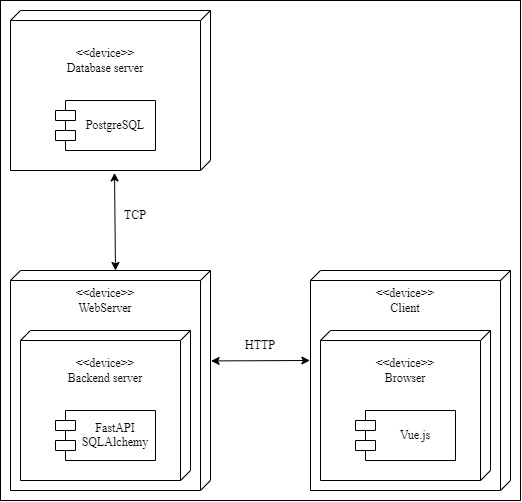 <<device>>
Database server
PostgreSQL
TCP
<<device>>
WebServer
<<device>>
Backend server
FastAPI
SQLAlchemy
HTTP
<<device>>
Client
<<device>>
Browser
Vue.js